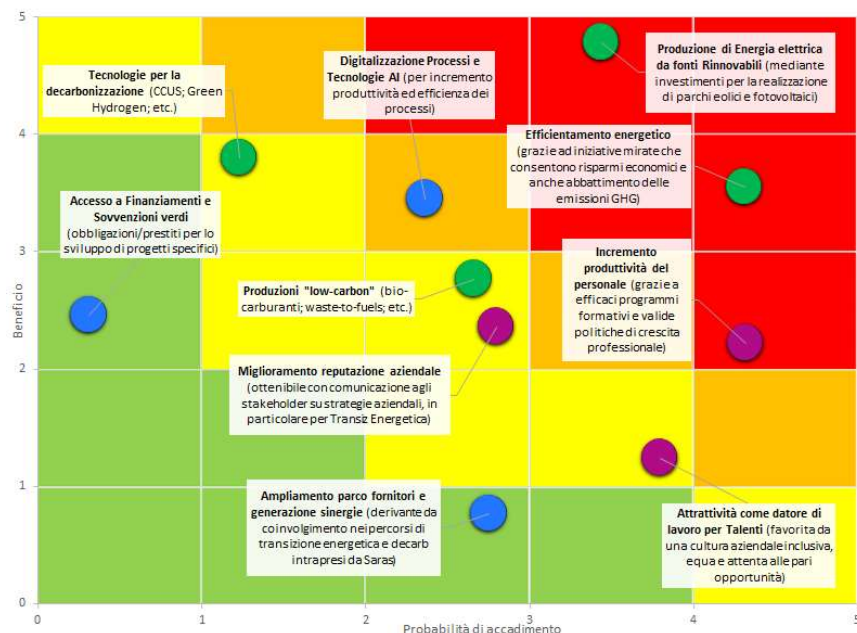 5
4
3
2
1
0
Beneficio
Tecnologie per la
decarbonizzazione (CCUS; Green
Hydrogen; etc.)
Digitalizzazione Processi e
Tecnologie AI (per incremento
produttività ed efficienza dei
processi)
Produzione di Energia elettrica
da fonti Rinnovabili (mediante
investimenti per la realizzazione
di parchi eolici e fotovoltaici)
Efficientamento energetico
(grazie ad iniziative mirate che
consentono risparmi economici e
anche abbattimento delle
emissioni GHG)
Accesso a Finanziamenti e
Sovvenzioni verdi
(obbligazioni/prestiti per lo
sviluppo di progetti specifici)
Incremento
produttività del
personale (grazie a
efficaci programmi
formativi e valide
politiche di crescita
professionale)
Produzioni "low-carbon" (bio-
carburanti; waste-to-fuels; etc.)
Miglioramento reputazione aziendale
(ottenibile con comunicazione agli
stakeholder su strategie aziendali, in
particolare per Transiz Energetica)
Ampliamento parco fornitori e
generazione sinergie (derivante da
coinvolgimento nei percorsi di
transizione energetica e decarb
intrapresi da Saras)
Attrattività come datore di
lavoro per Talenti (favorita da
una cultura aziendale inclusiva,
equa e attenta alle pari
opportunità)
0 1 2 3 4 5
Probabilità di accadimento